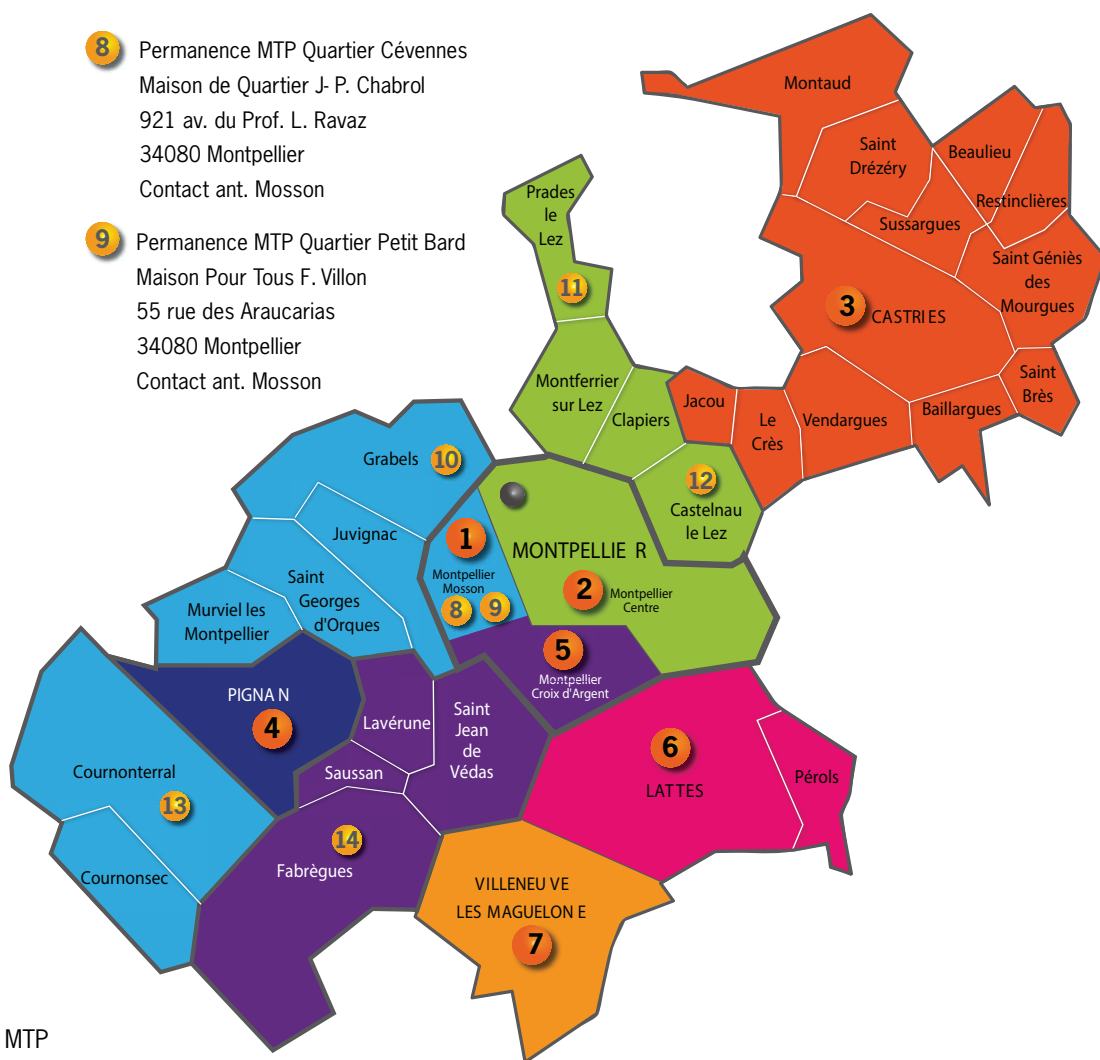 8 Permanence MTP Quartier Cévennes
Maison de Quartier J- P. Chabrol
921 av. du Prof. L. Ravaz
34080 Montpellier
Contact ant. Mosson
9 Permanence MTP Quartier Petit Bard
Maison Pour Tous F. Villon
55 rue des Araucarias
34080 Montpellier
Contact ant. Mosson
Montaud
Saint
Drézéry
Beaulieu
Restinclières
Sussargues
Saint Géniès
des
Mourgues
3 CASTRIES
Saint
Brès
Baillargues
Vendargues
Le
Crès
Jacou
Prades
le
Lez
11
Montferrier
sur Lez
Clapiers
12
Castelnau
le Lez
Grabels 10
Juvignac
Saint
Georges
d'Orques
Murviel les
Montpellier
1
Montpellier
Mosson
8 9
MONTPELLIE R
2 Montpellier
Centre
5
Montpellier
Croix d'Argent
PIGNA N
4
Lavérune
Saint
Jean
de
Védas
Saussan
Cournonterral
13
Cournonsec
14
Fabrègues
6
LATTES
Pérols
VILLENEU VE
LES MAGUELON E
7
MTP